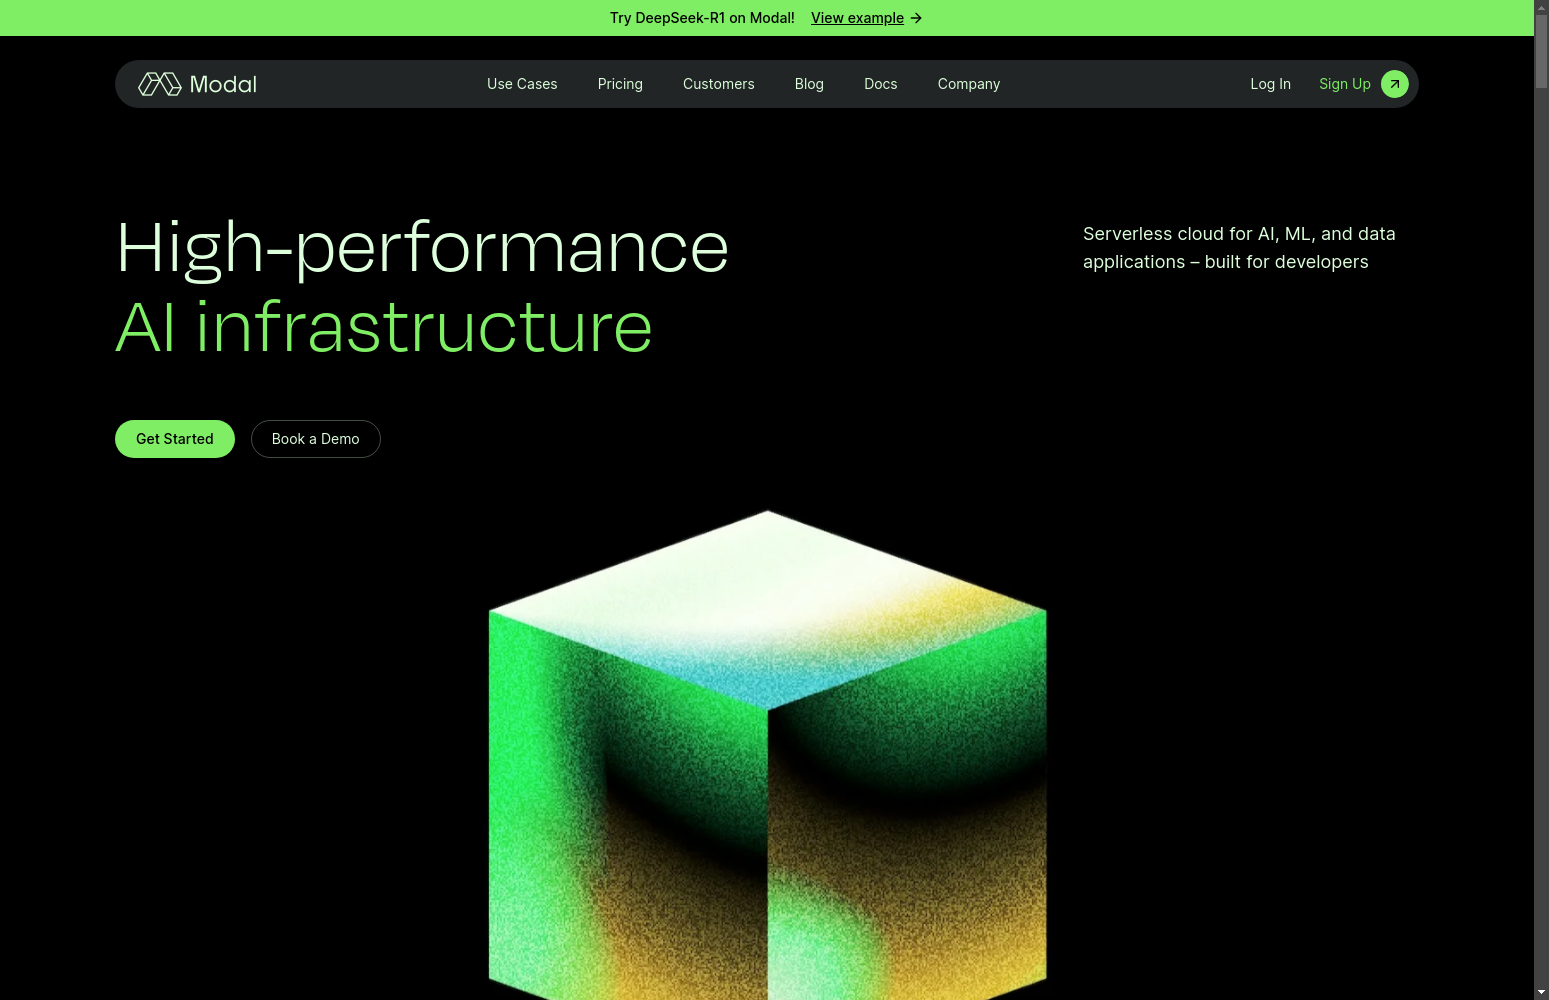 Try DeepSeek-R1 on Modal! View example →
Modal
Use Cases Pricing Customers Blog Docs Company
Log In Sign Up
High-performance
AI infrastructure
Serverless cloud for AI, ML, and data
applications – built for developers
Get Started
Book a Demo